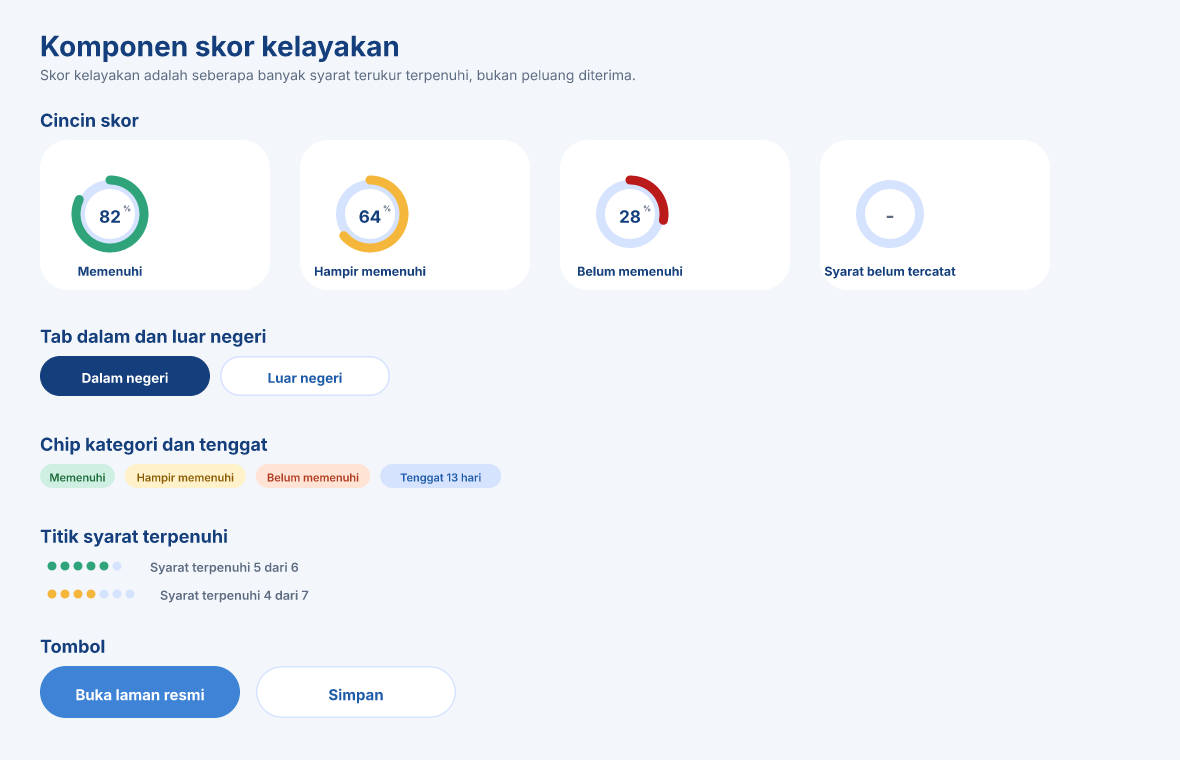 Komponen skor kelayakan
Skor kelayakan adalah seberapa banyak syarat terukur terpenuhi, bukan peluang diterima.
Cincin skor
82 %
64 %
28 %
-
Memenuhi
Hampir memenuhi
Belum memenuhi
Syarat belum tercatat
Tab dalam dan luar negeri
Dalam negeri
Luar negeri
Chip kategori dan tenggat
Memenuhi
Hampir memenuhi
Belum memenuhi
Tenggat 13 hari
Titik syarat terpenuhi
Syarat terpenuhi 5 dari 6
Syarat terpenuhi 4 dari 7
Tombol
Buka laman resmi
Simpan